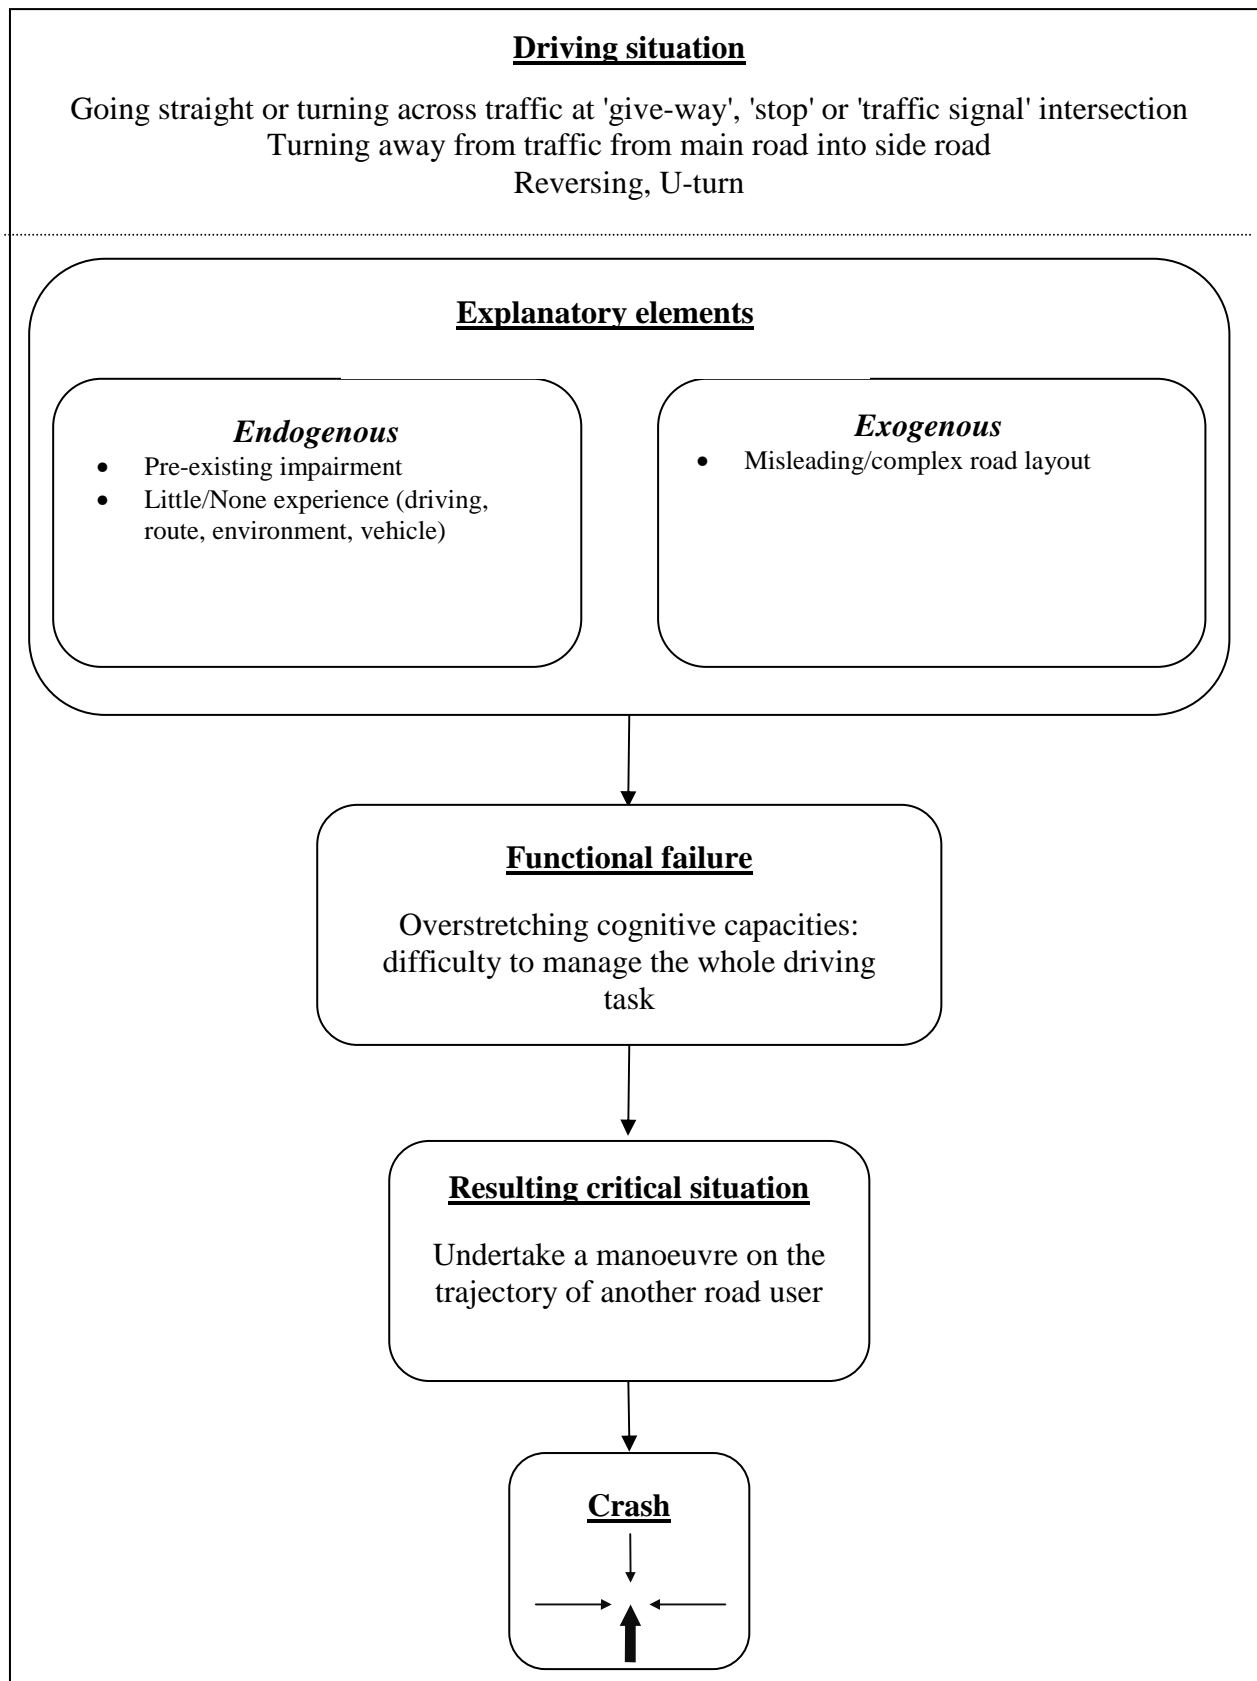 Driving situation
Going straight or turning across traffic at 'give-way', 'stop' or 'traffic signal' intersection
Turning away from traffic from main road into side road
Reversing, U-turn
Explanatory elements
Endogenous
• Pre-existing impairment
• Little/None experience (driving,
route, environment, vehicle)
Exogenous
• Misleading/complex road layout
Functional failure
Overstretching cognitive capacities:
difficulty to manage the whole driving
task
Resulting critical situation
Undertake a manoeuvre on the
trajectory of another road user
Crash